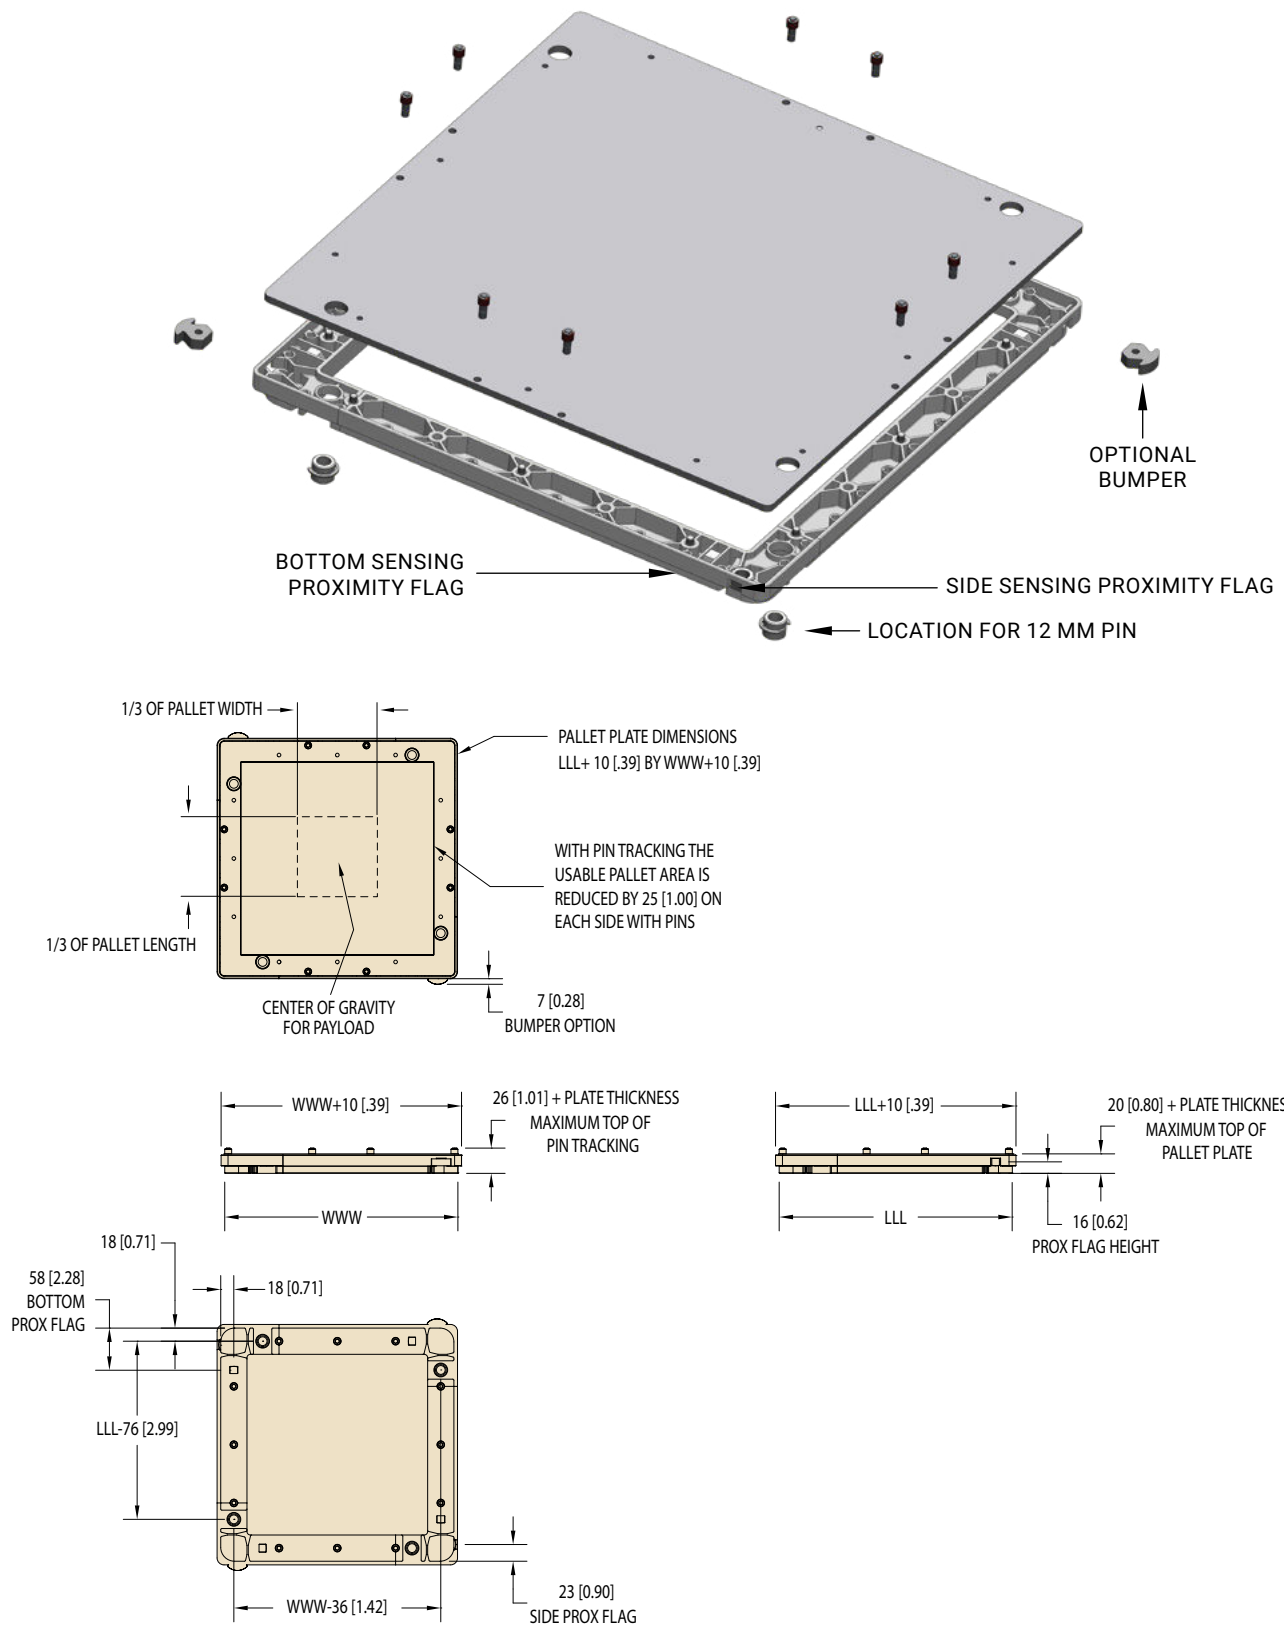 OPTIONAL
BUMPER
BOTTOM SENSING
PROXIMITY FLAG
SIDE SENSING PROXIMITY FLAG
LOCATION FOR 12 MM PIN
1/3 OF PALLET WIDTH
PALLET PLATE DIMENSIONS
LLL+ 10 [.39] BY WWW+10 [.39]
WITH PIN TRACKING THE
USABLE PALLET AREA IS
REDUCED BY 25 [1.00] ON
EACH SIDE WITH PINS
1/3 OF PALLET LENGTH
CENTER OF GRAVITY
FOR PAYLOAD
7 [0.28]
BUMPER OPTION
WWW+10 [.39]
26 [1.01] + PLATE THICKNESS
MAXIMUM TOP OF
PIN TRACKING
WWW
LLL+10 [.39]
20 [0.80] + PLATE THICKNES
MAXIMUM TOP OF
PALLET PLATE
LLL
16 [0.62]
PROX FLAG HEIGHT
18 [0.71]
58 [2.28]
BOTTOM
PROX FLAG
18 [0.71]
LLL-76 [2.99]
WWW-36 [1.42]
23 [0.90]
SIDE PROX FLAG